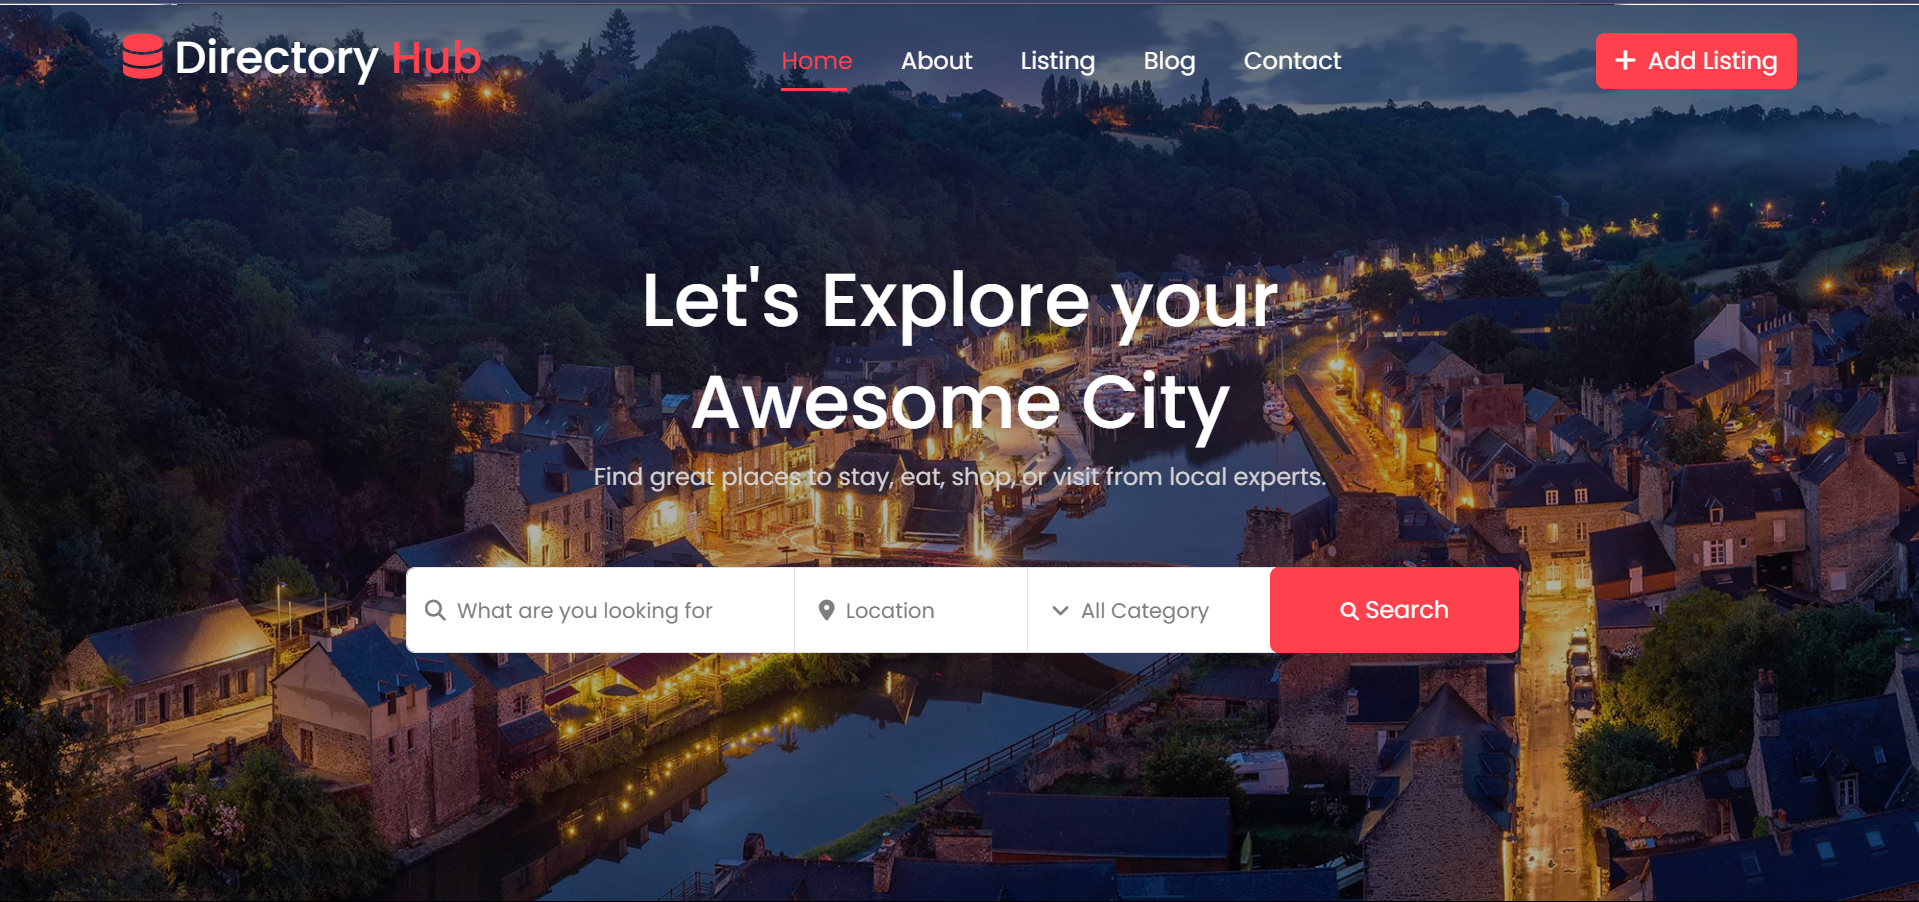 Directory Hub
Home About Listing Blog Contact
+ Add Listing
Let's Explore your
Awesome City
Find great places to stay, eat, shop, or visit from local experts.
What are you looking for
Location
All Category
Search